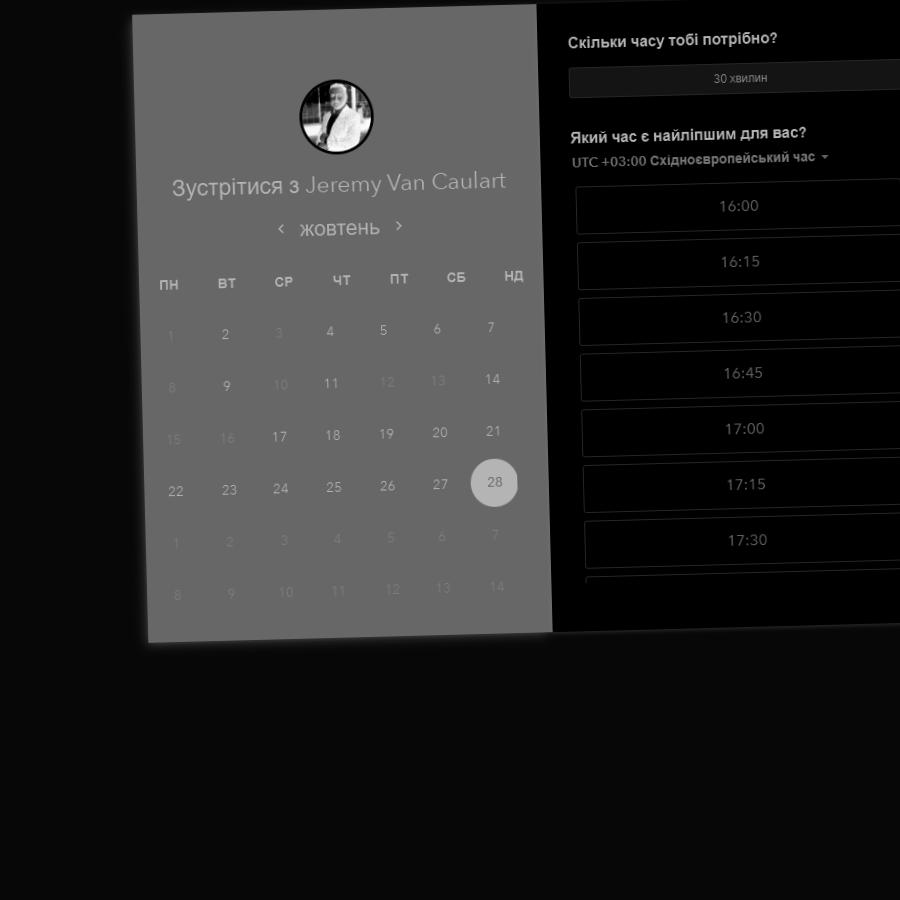 Зустрітися з Jeremy Van Caulart
жовтень
ПН ВТ СР ЧТ ПТ СБ НД
1 2 3 4 5 6 7
8 9 10 11 12 13 14
15 16 17 18 19 20 21
22 23 24 25 26 27 28
1 2 3 4 5 6 7
8 9 10 11 12 13 14
Скільки часу тобі потрібно?
30 хвилин
Який час є найліпшим для вас?
UTC +03:00 Східноєвропейський час
16:00
16:15
16:30
16:45
17:00
17:15
17:30